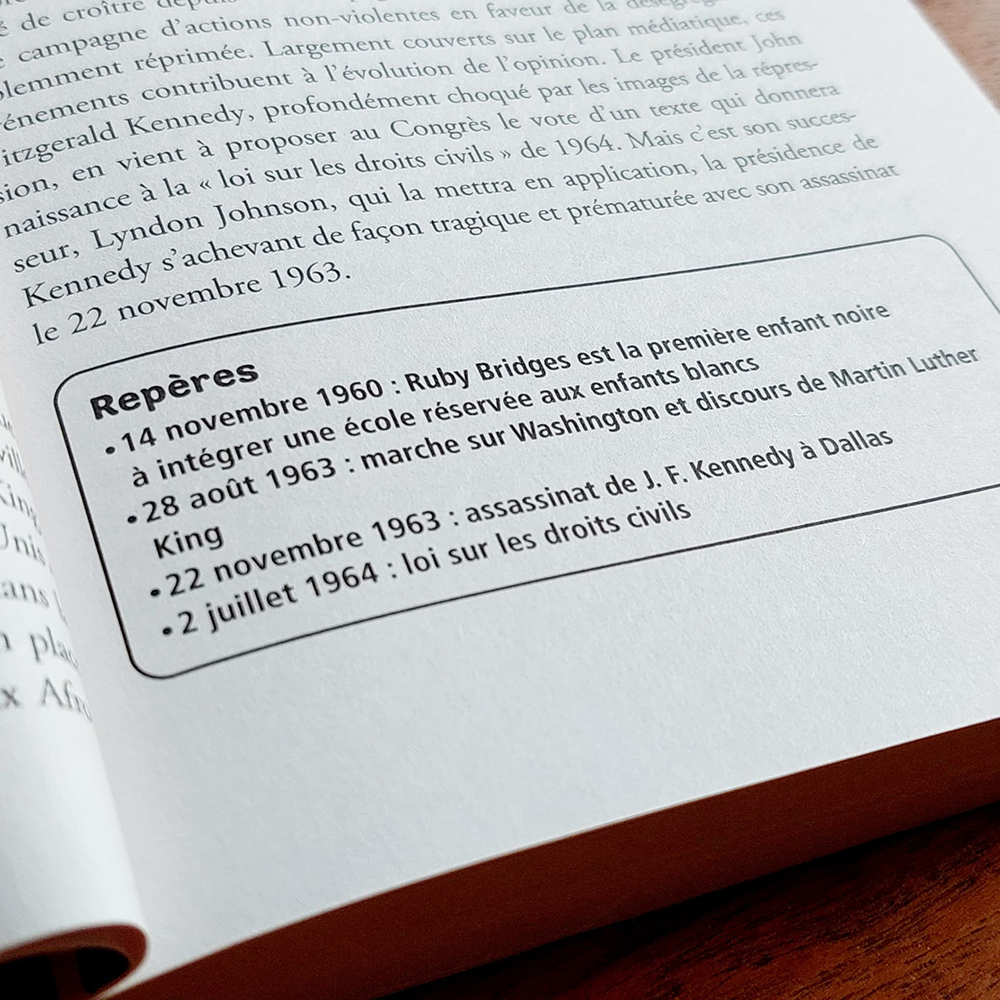 de croître depuis
campagne d'actions non-violentes en faveur de la
réprimée. Largement couverts sur le plan médiatique, ces
contribuent à l'évolution de l'opinion. Le président John
itzgerald Kennedy, profondément choqué par les images de la répres-
sion, en vient à proposer au Congrès le vote d'un texte qui donnera
naissance à la « loi sur les droits civils » de 1964. Mais c'est son succes-
seur, Lyndon Johnson, qui la mettra en application, la présidence de
Kennedy s'achevant de façon tragique et prématurée avec son assassinat
le 22 novembre 1963.
Repères
• 14 novembre 1960 : Ruby Bridges est la première enfant noire
à intégrer une école réservée aux enfants blancs
• 28 août 1963 : marche sur Washington et discours de Martin Luther
King
• 22 novembre 1963 : assassinat de J. F. Kennedy à Dallas
• 2 juillet 1964 : loi sur les droits civils